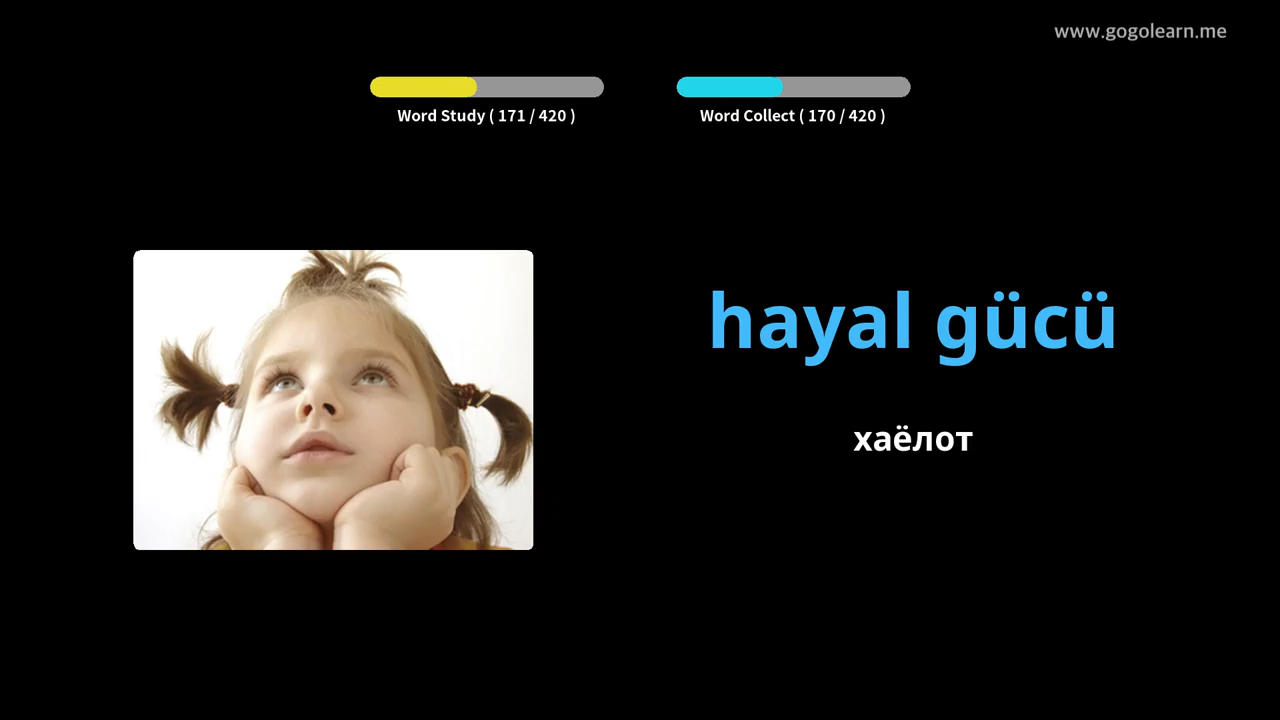 www.gogolearn.me
Word Study ( 171 / 420 )
Word Collect ( 170 / 420 )
hayal gücü
хаёлот